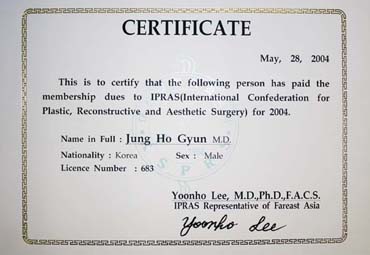 CERTIFICATE
May, 28, 2004
This is to certify that the following person has paid the
membership dues to IPRAS(International Confederation for
Plastic, Reconstructive and Aesthetic Surgery) for 2004.
Name in Full : Jung Ho Gyun M.D.
Nationality : Korea Sex : Male
Licence Number : 683
Yoonho Lee, M.D.,Ph.D.,F.A.C.S.
IPRAS Representative of Fareast Asia
Yoonho Lee